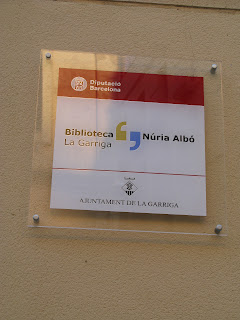 Diputació
Barcelona
Biblioteca Núria Albó
La Garriga
AJUNTAMENT DE LA GARRIGA